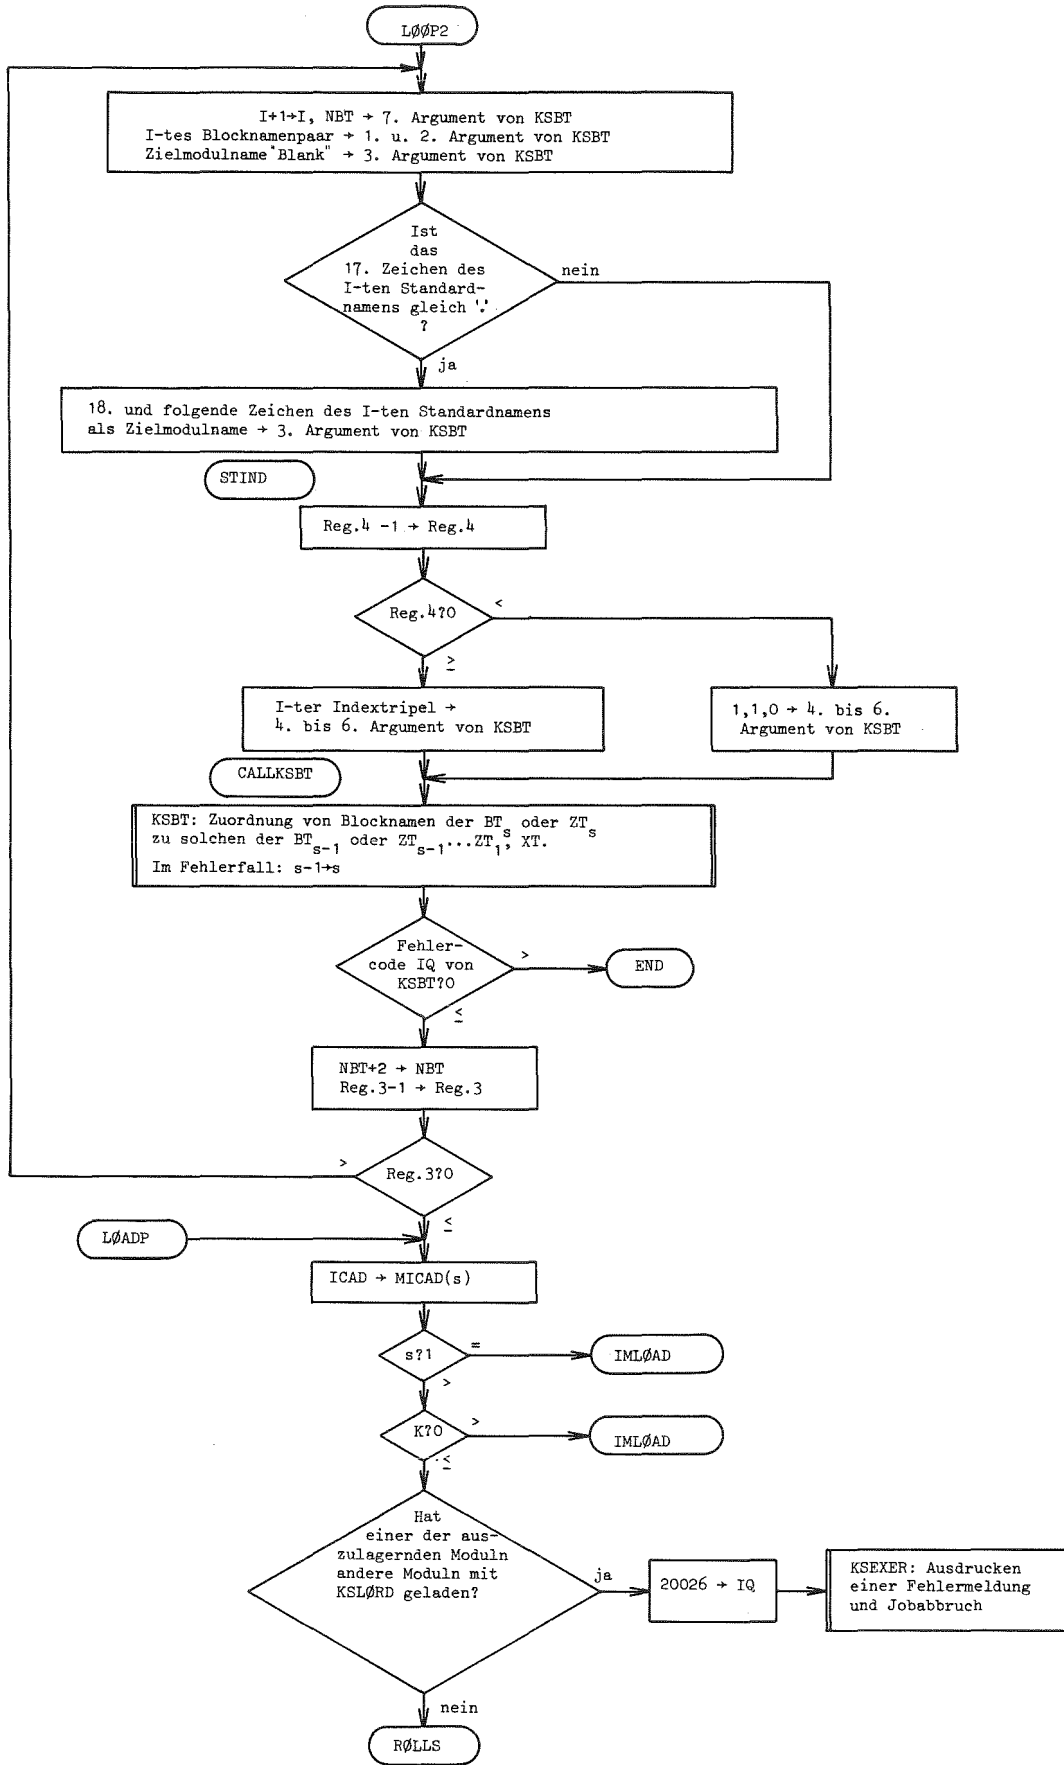 LØØP2
I+1→I, NBT → 7. Argument von KSBT
I-tes Blocknamenpaar → 1. u. 2. Argument von KSBT
Zielmodulname"Blank" → 3. Argument von KSBT
Ist
das
17. Zeichen des
I-ten Standard-
namens gleich '.'
?
nein
ja
18. und folgende Zeichen des I-ten Standardnamens
als Zielmodulname → 3. Argument von KSBT
STIND
Reg.4 -1 → Reg.4
Reg.4?0
<
≥
I-ter Indextripel →
4. bis 6. Argument von KSBT
1,1,0 → 4. bis 6.
Argument von KSBT
CALLKSBT
KSBT: Zuordnung von Blocknamen der BT_s oder ZT_s
zu solchen der BT_{s-1} oder ZT_{s-1}...ZT_1, XT.
Im Fehlerfall: s-1→s
Fehler-
code IQ von
KSBT?0
>
END
≤
NBT+2 → NBT
Reg.3-1 → Reg.3
Reg.3?0
>
≤
LØADP
ICAD → MICAD(s)
s?1
=
IMLØAD
>
K?0
>
IMLØAD
≤
Hat
einer der aus-
zulagernden Moduln
andere Moduln mit
KSLØRD geladen?
ja
20026 → IQ
KSEXER: Ausdrucken
einer Fehlermeldung
und Jobabbruch
nein
RØLLS